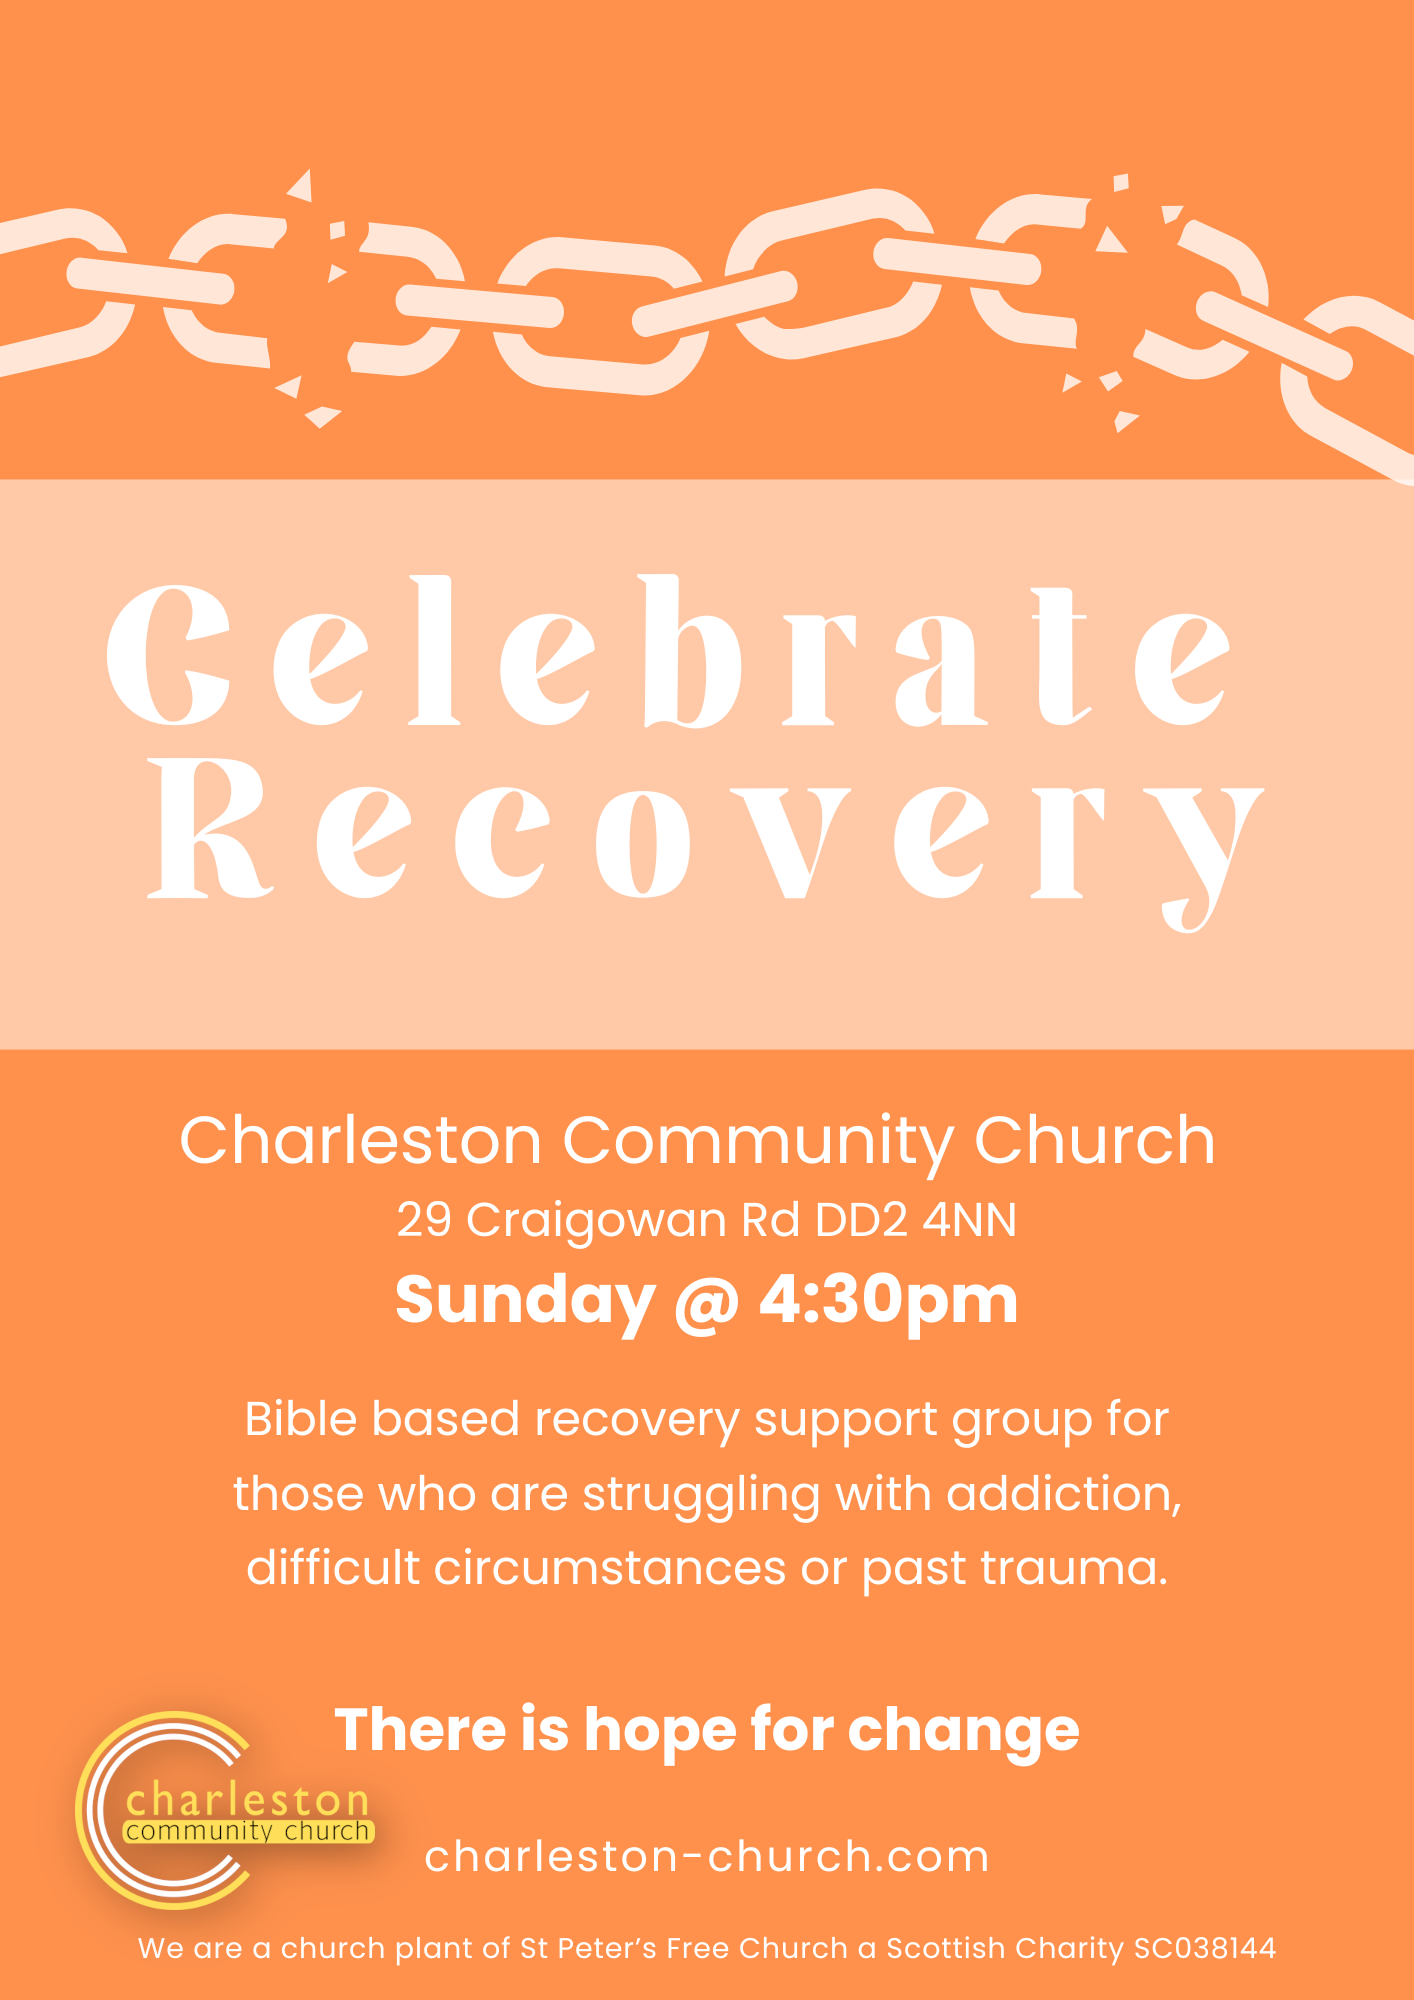 Celebrate
Recovery
Charleston Community Church
29 Craigowan Rd DD2 4NN
Sunday @ 4:30pm
Bible based recovery support group for
those who are struggling with addiction,
difficult circumstances or past trauma.
There is hope for change
charleston
community church
charleston-church.com
We are a church plant of St Peter’s Free Church a Scottish Charity SC038144